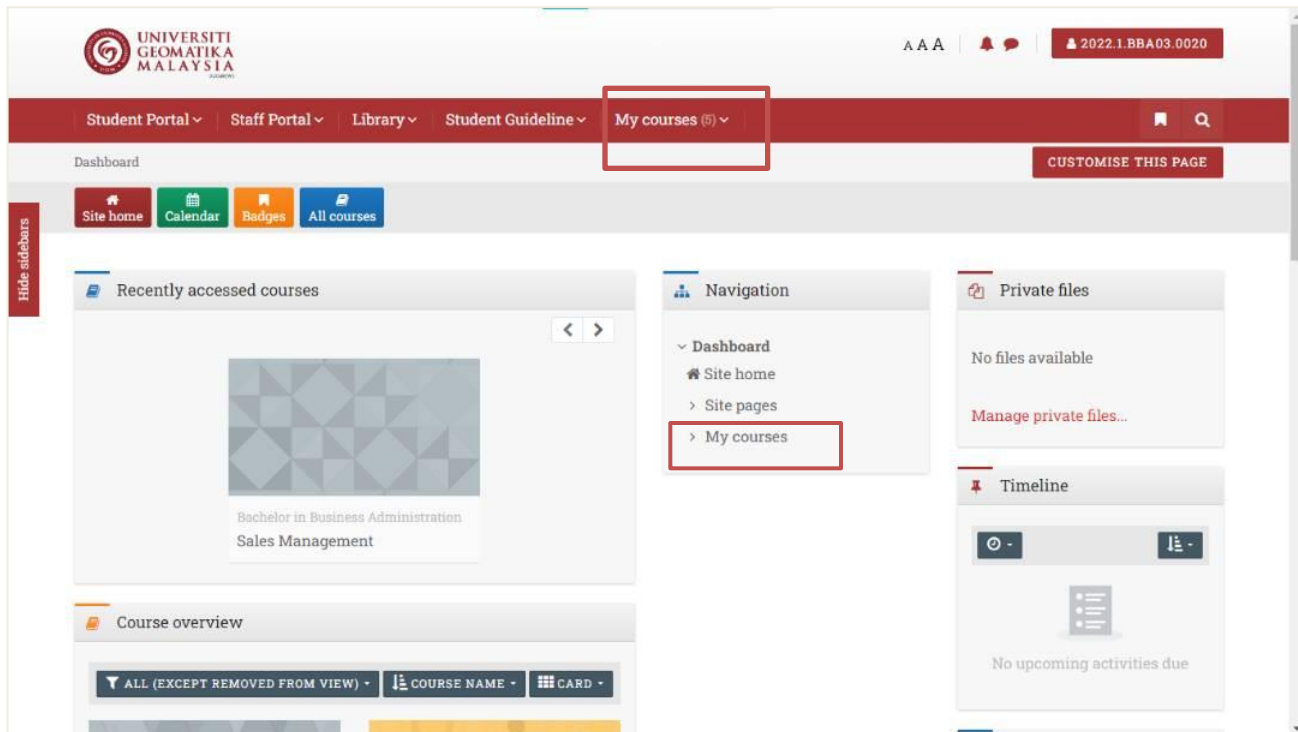 UNIVERSITI
GEOMATIKA
MALAYSIA
A A A
2022.1.BBA03.0020
Student Portal Staff Portal Library Student Guideline My courses (5)
Dashboard
CUSTOMISE THIS PAGE
Site home Calendar Badges All courses
Hide sidebars
Recently accessed courses
Bachelor in Business Administration
Sales Management
Course overview
ALL (EXCEPT REMOVED FROM VIEW) COURSE NAME CARD
Navigation
Dashboard
Site home
Site pages
My courses
Private files
No files available
Manage private files...
Timeline
No upcoming activities due